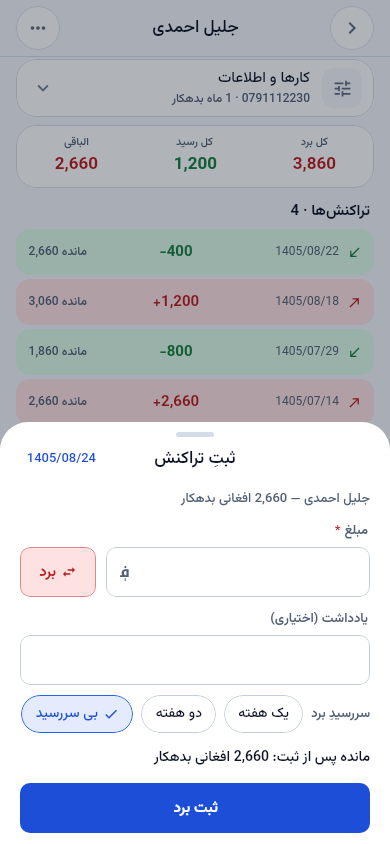 جلیل احمدی
کارها و اطلاعات
0791112230 · 1 ماه بدهکار
کل برد
3,860
کل رسید
1,200
الباقی
2,660
تراکنش‌ها · 4
1405/08/22 −400 مانده 2,660
1405/08/18 +1,200 مانده 3,060
1405/07/29 −800 مانده 1,860
1405/07/14 +2,660 مانده 2,660
ثبتِ تراکنش
1405/08/24
جلیل احمدی — 2,660 افغانی بدهکار
مبلغ *
؋ برد
یادداشت (اختیاری)
سررسیدِ برد یک هفته دو هفته بی سررسید
مانده پس از ثبت: 2,660 افغانی بدهکار
ثبت برد